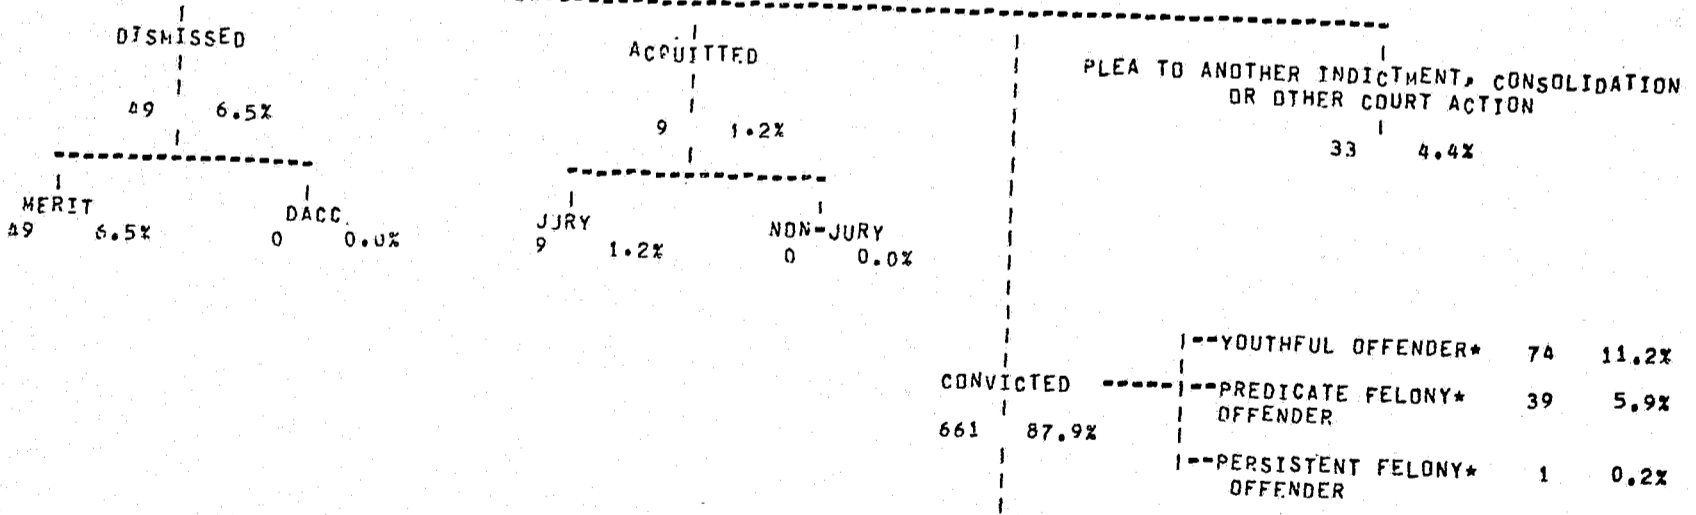 DISMISSED
49 6.5%
MERIT
49 6.5%
DACC.
0 0.0%
ACQUITTED
9 1.2%
JURY
9 1.2%
NON-JURY
0 0.0%
PLEA TO ANOTHER INDICTMENT, CONSOLIDATION
OR OTHER COURT ACTION
33 4.4%
CONVICTED
661 87.9%
YOUTHFUL OFFENDER* 74 11.2%
PREDICATE FELONY* 39 5.9%
OFFENDER
PERSISTENT FELONY* 1 0.2%
OFFENDER